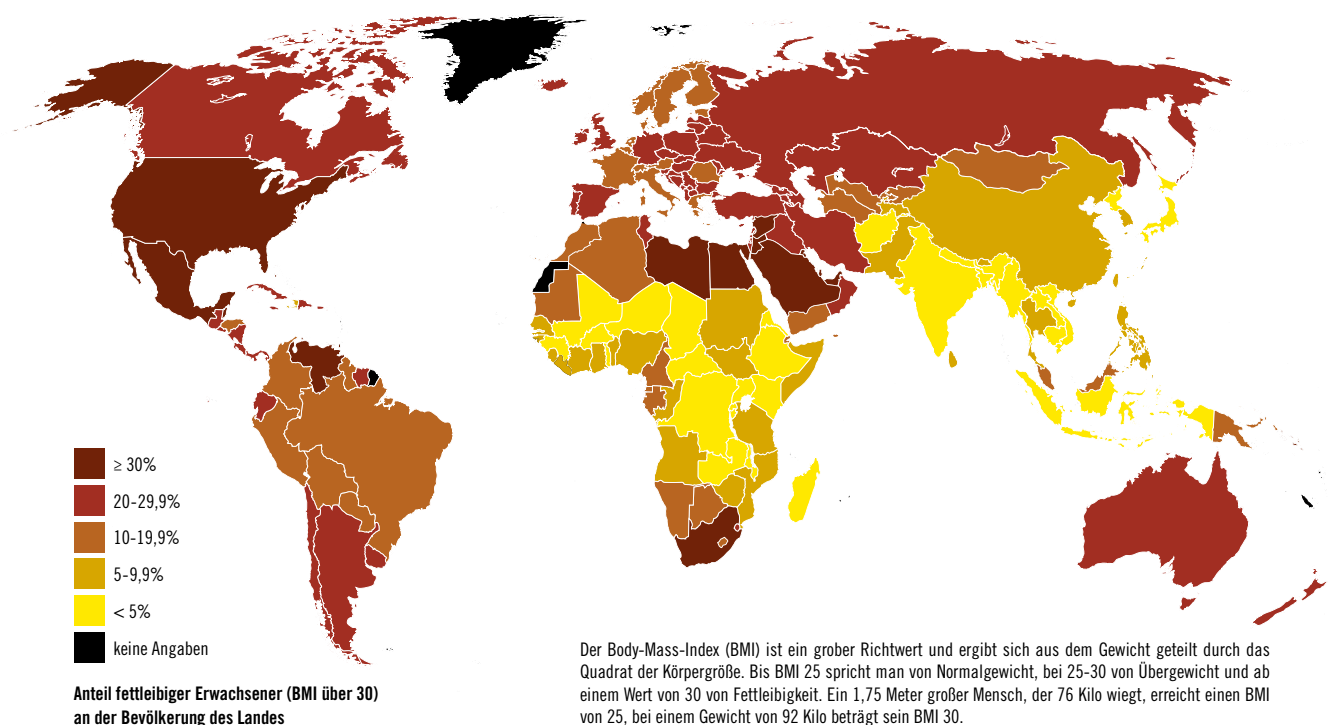 ≥ 30%
20-29,9%
10-19,9%
5-9,9%
< 5%
keine Angaben
Anteil fettleibiger Erwachsener (BMI über 30)
an der Bevölkerung des Landes
Der Body-Mass-Index (BMI) ist ein grober Richtwert und ergibt sich aus dem Gewicht geteilt durch das
Quadrat der Körpergröße. Bis BMI 25 spricht man von Normalgewicht, bei 25-30 von Übergewicht und ab
einem Wert von 30 von Fettleibigkeit. Ein 1,75 Meter großer Mensch, der 76 Kilo wiegt, erreicht einen BMI
von 25, bei einem Gewicht von 92 Kilo beträgt sein BMI 30.